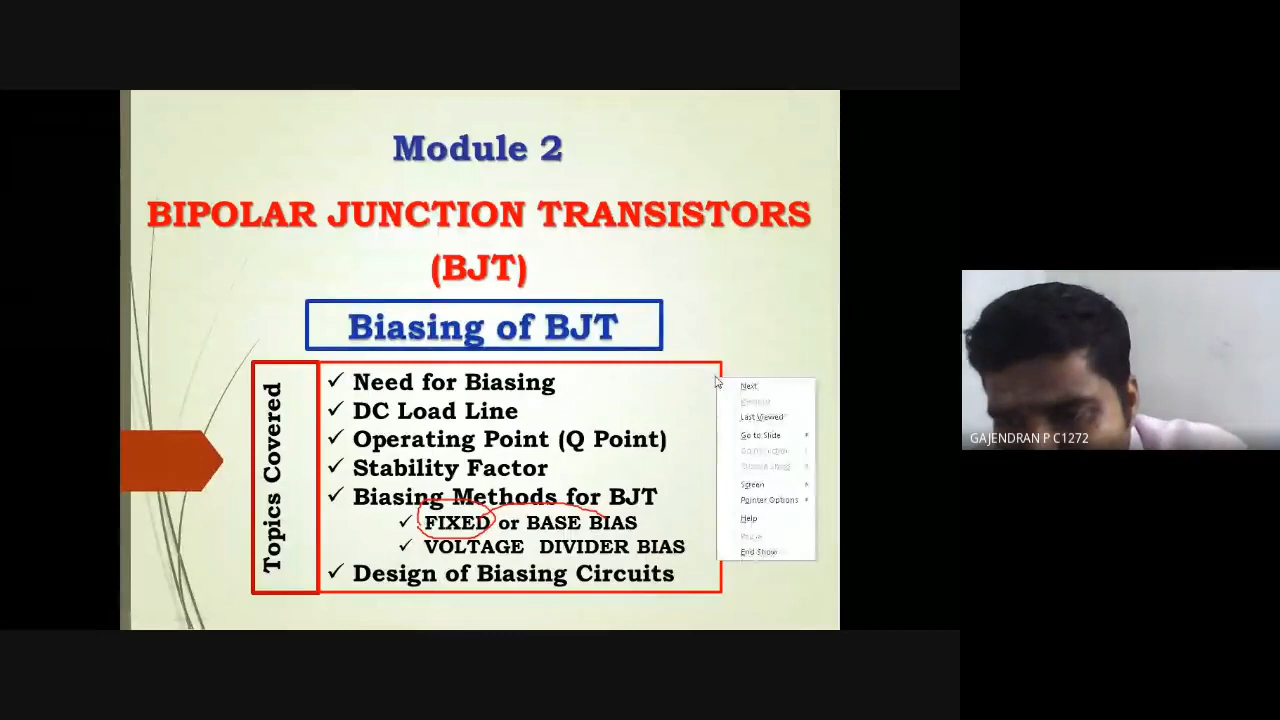 Module 2
BIPOLAR JUNCTION TRANSISTORS
(BJT)
Biasing of BJT
Topics Covered
✓ Need for Biasing
✓ DC Load Line
✓ Operating Point (Q Point)
✓ Stability Factor
✓ Biasing Methods for BJT
✓ FIXED or BASE BIAS
✓ VOLTAGE DIVIDER BIAS
✓ Design of Biasing Circuits
Next
Last Viewed
Go to Slide
Screen
Pointer Options
Help
End Show
GAJENDRAN P C1272